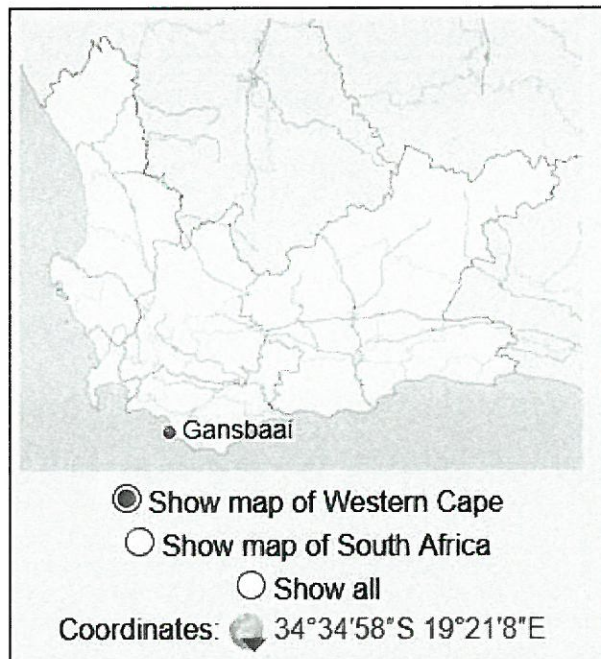 Gansbaai
Show map of Western Cape
Show map of South Africa
Show all
Coordinates: 34°34′58″S 19°21′8″E